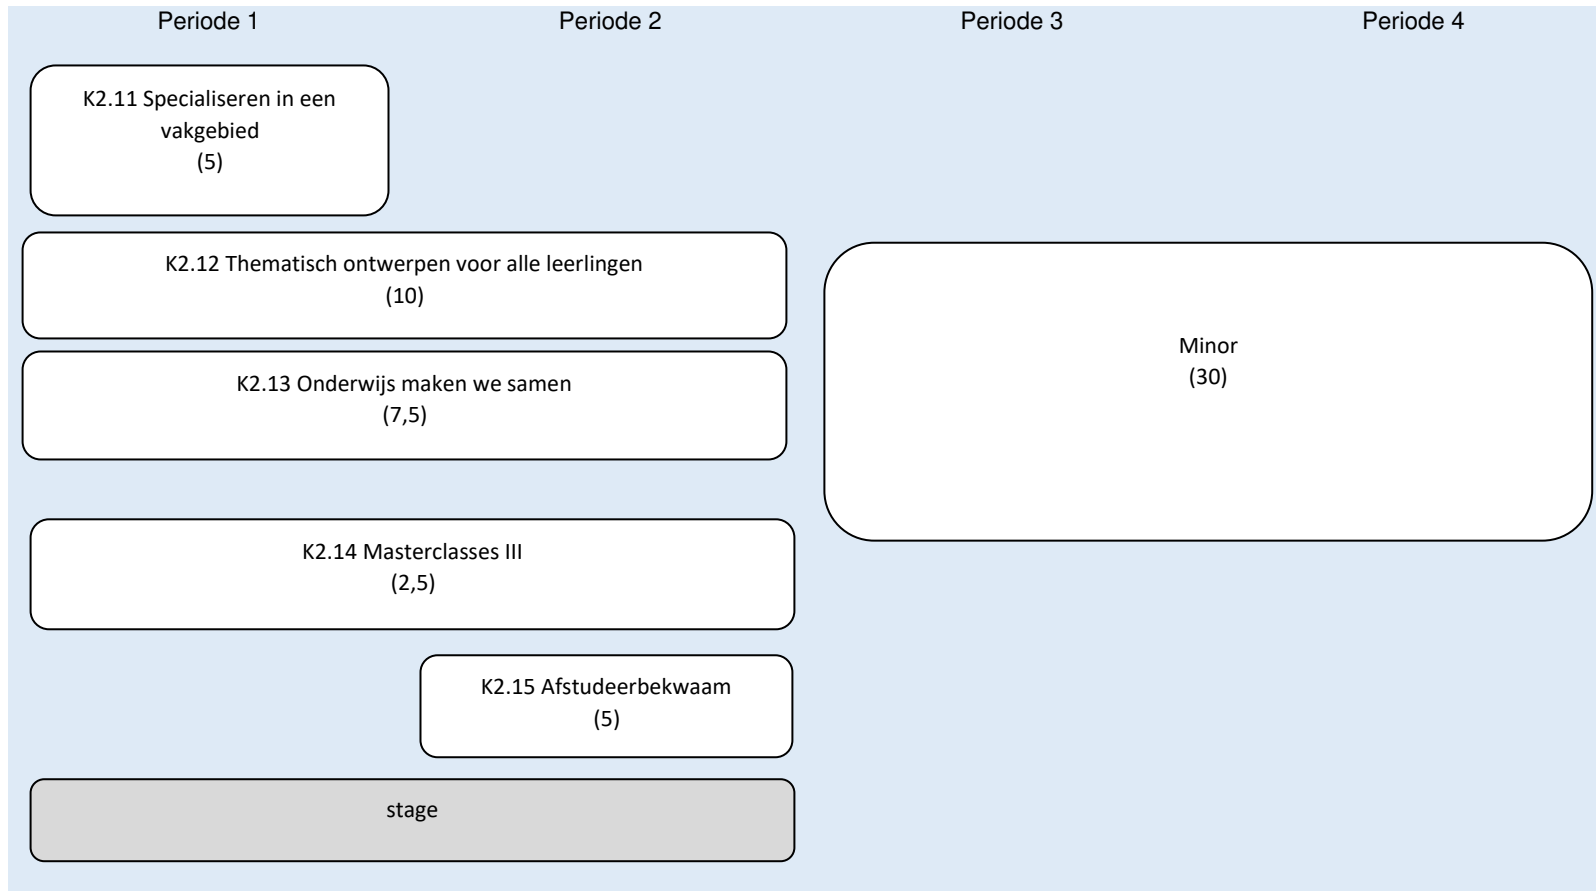 Periode 1
Periode 2
Periode 3
Periode 4
K2.11 Specialiseren in een
vakgebied
(5)
K2.12 Thematisch ontwerpen voor alle leerlingen
(10)
K2.13 Onderwijs maken we samen
(7,5)
Minor
(30)
K2.14 Masterclasses III
(2,5)
K2.15 Afstudeerbekwaam
(5)
stage